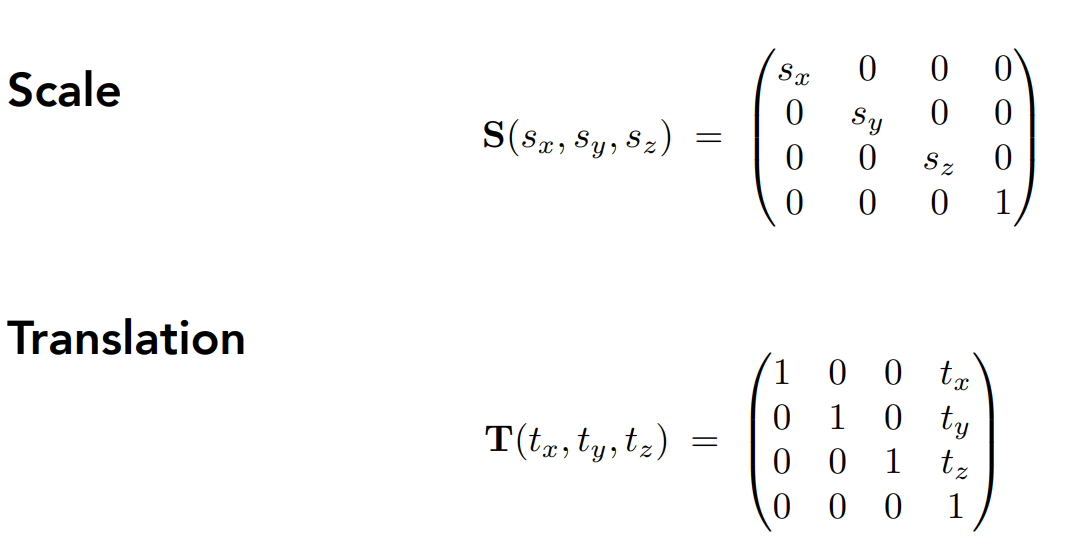 Scale
S(s_x, s_y, s_z) = 
( s_x 0 0 0 )
( 0 s_y 0 0 )
( 0 0 s_z 0 )
( 0 0 0 1 )
Translation
T(t_x, t_y, t_z) = 
( 1 0 0 t_x )
( 0 1 0 t_y )
( 0 0 1 t_z )
( 0 0 0 1 )